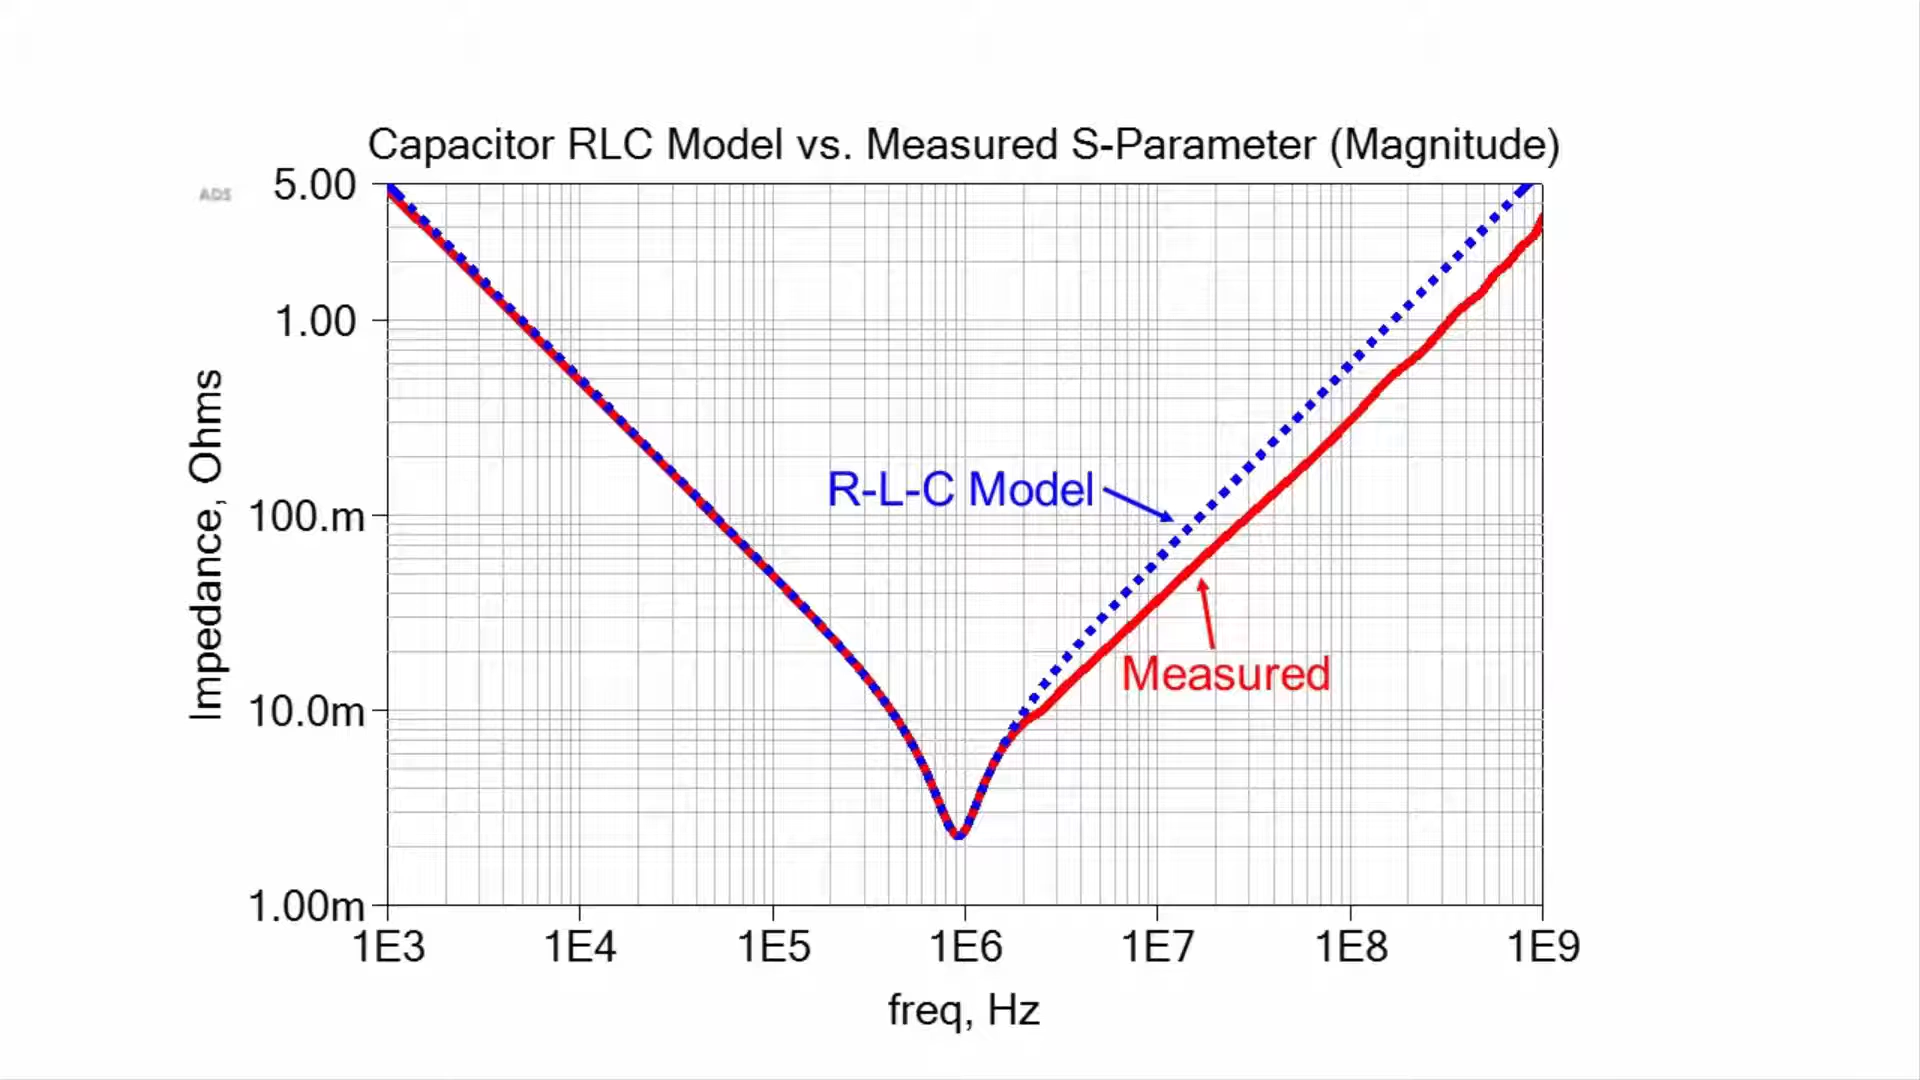 Capacitor RLC Model vs. Measured S-Parameter (Magnitude)
ADS
5.00
1.00
100.m
10.0m
1.00m
Impedance, Ohms
R-L-C Model
Measured
1E3 1E4 1E5 1E6 1E7 1E8 1E9
freq, Hz